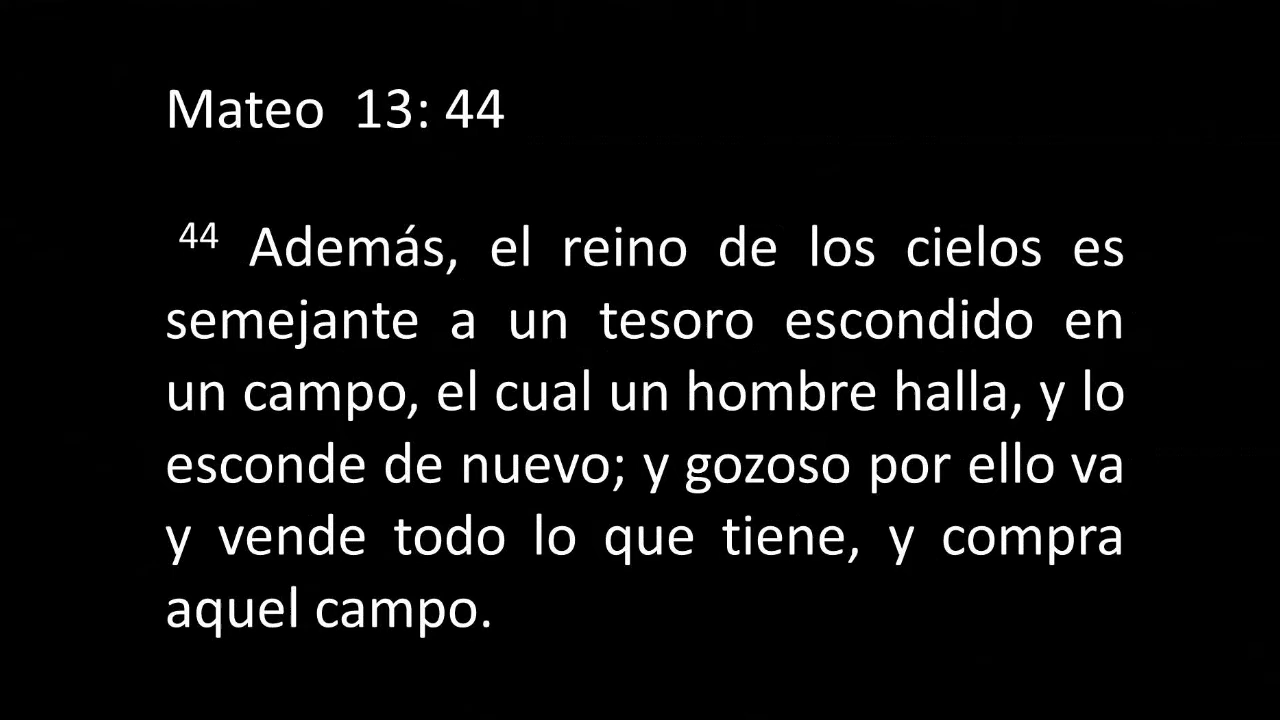 Mateo 13: 44
44 Además, el reino de los cielos es
semejante a un tesoro escondido en
un campo, el cual un hombre halla, y lo
esconde de nuevo; y gozoso por ello va
y vende todo lo que tiene, y compra
aquel campo.